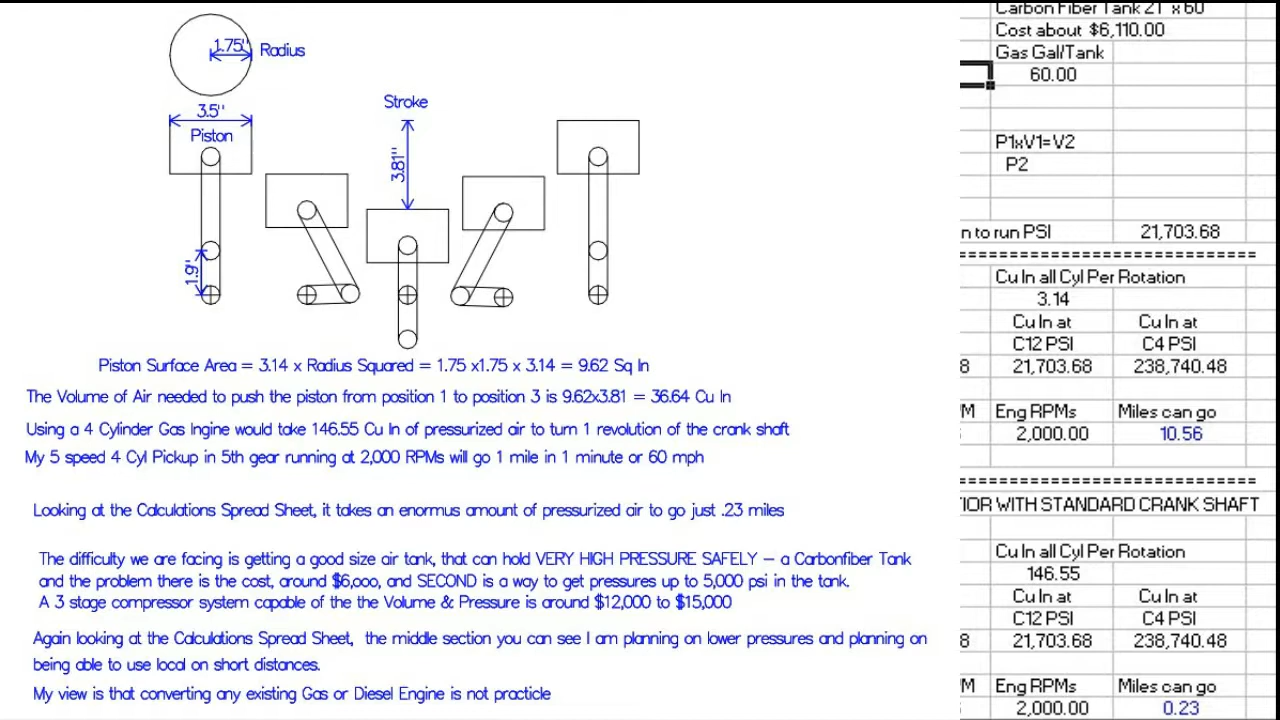 1.75"
Radius
3.5"
Piston
Stroke
3.81"
1.9"
Piston Surface Area = 3.14 x Radius Squared = 1.75 x1.75 x 3.14 = 9.62 Sq In
The Volume of Air needed to push the piston from position 1 to position 3 is 9.62x3.81 = 36.64 Cu In
Using a 4 Cylinder Gas Ingine would take 146.55 Cu In of pressurized air to turn 1 revolution of the crank shaft
My 5 speed 4 Cyl Pickup in 5th gear running at 2,000 RPMs will go 1 mile in 1 minute or 60 mph
Looking at the Calculations Spread Sheet, it takes an enormus amount of pressurized air to go just .23 miles
The difficulty we are facing is getting a good size air tank, that can hold VERY HIGH PRESSURE SAFELY – a Carbonfiber Tank
and the problem there is the cost, around $6,ooo, and SECOND is a way to get pressures up to 5,000 psi in the tank.
A 3 stage compressor system capable of the the Volume & Pressure is around $12,000 to $15,000
Again looking at the Calculations Spread Sheet, the middle section you can see I am planning on lower pressures and planning on
being able to use local on short distances.
My view is that converting any existing Gas or Diesel Engine is not practicle
Carbon Fiber Tank 21 x 60
Cost about $6,110.00
Gas Gal/Tank
60.00
P1xV1=V2
P2
n to run PSI 21,703.68
===========================
Cu In all Cyl Per Rotation
3.14
Cu In at Cu In at
C12 PSI C4 PSI
8 21,703.68 238,740.48
M Eng RPMs Miles can go
2,000.00 10.56
===========================
IOR WITH STANDARD CRANK SHAFT
Cu In all Cyl Per Rotation
146.55
Cu In at Cu In at
C12 PSI C4 PSI
8 21,703.68 238,740.48
M Eng RPMs Miles can go
2,000.00 0.23